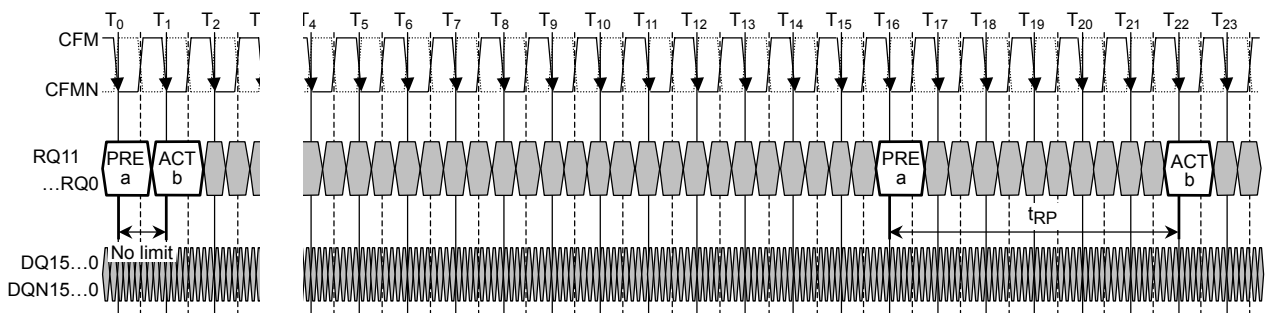 T0 T1 T2 T4 T5 T6 T7 T8 T9 T10 T11 T12 T13 T14 T15 T16 T17 T18 T19 T20 T21 T22 T23
CFM
CFMN
RQ11
…RQ0
PRE a ACT b PRE a ACT b
No limit tRP
DQ15…0
DQN15…0